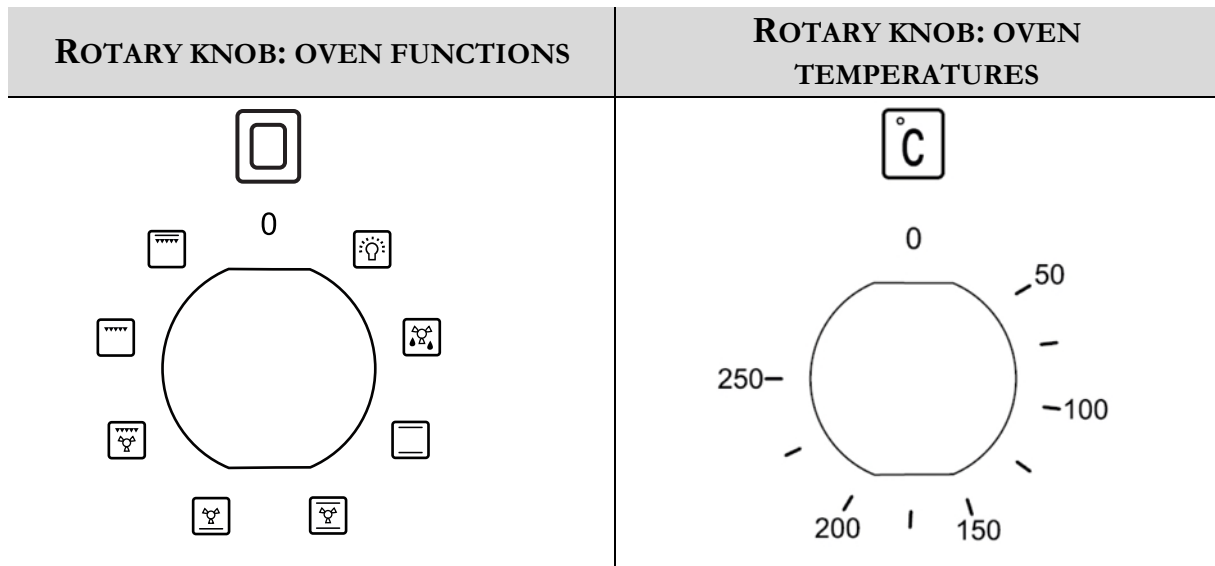 ROTARY KNOB: OVEN FUNCTIONS
ROTARY KNOB: OVEN
TEMPERATURES
°C
0
0
50
100
150
200
250